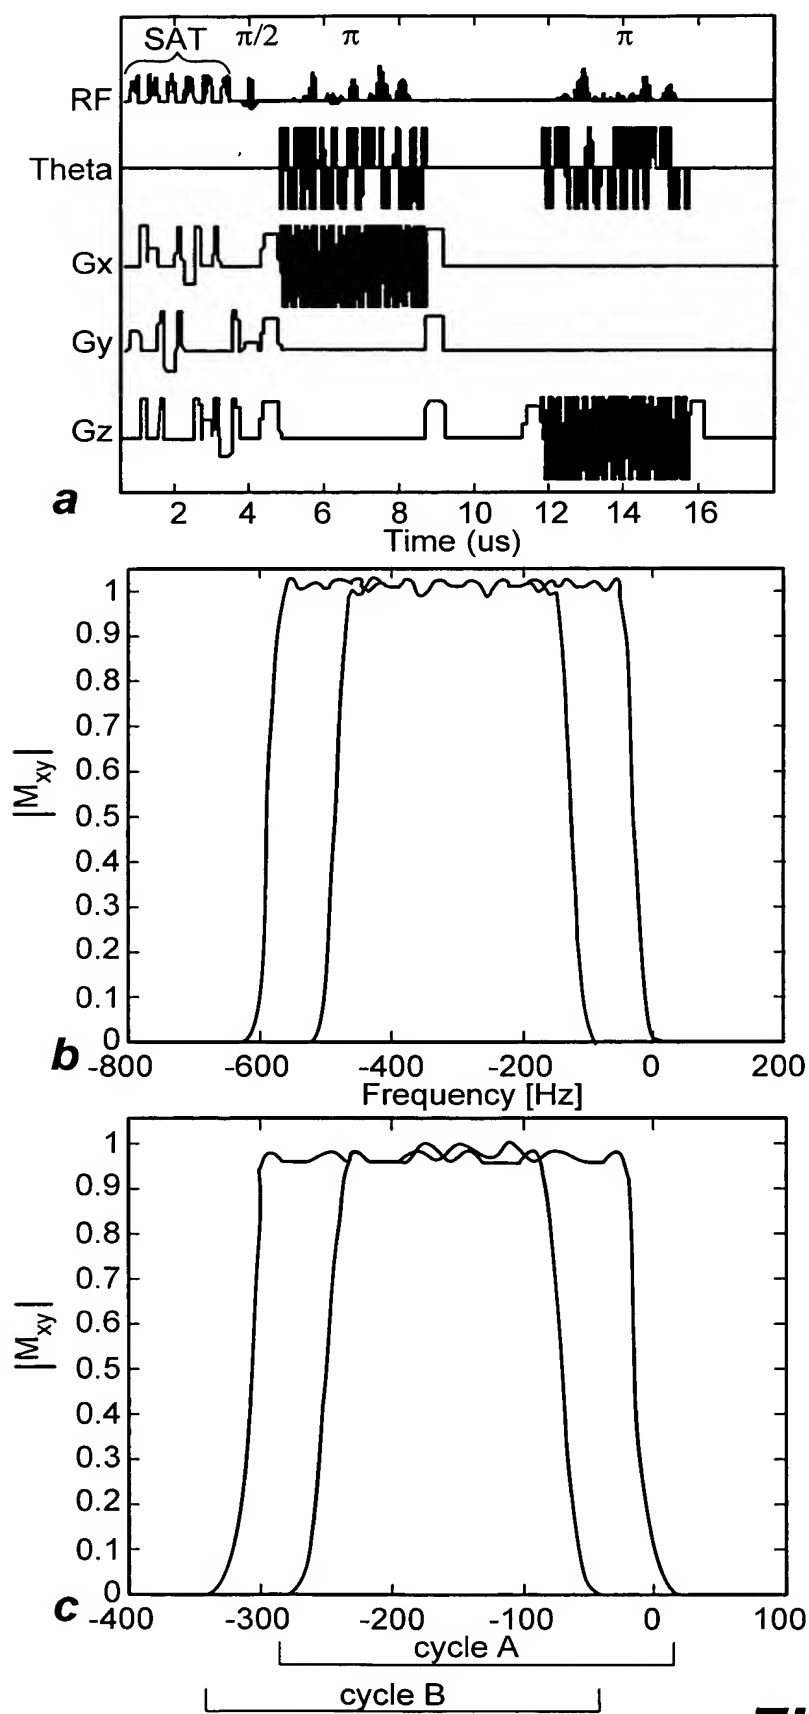 SAT π/2 π π
RF
Theta
Gx
Gy
Gz
a
2 4 6 8 10 12 14 16
Time (us)
1
0.9
0.8
0.7
0.6
0.5
0.4
0.3
0.2
0.1
0
|Mxy|
b
-800 -600 -400 -200 0 200
Frequency [Hz]
1
0.9
0.8
0.7
0.6
0.5
0.4
0.3
0.2
0.1
0
|Mxy|
c
-400 -300 -200 -100 0 100
cycle A
cycle B